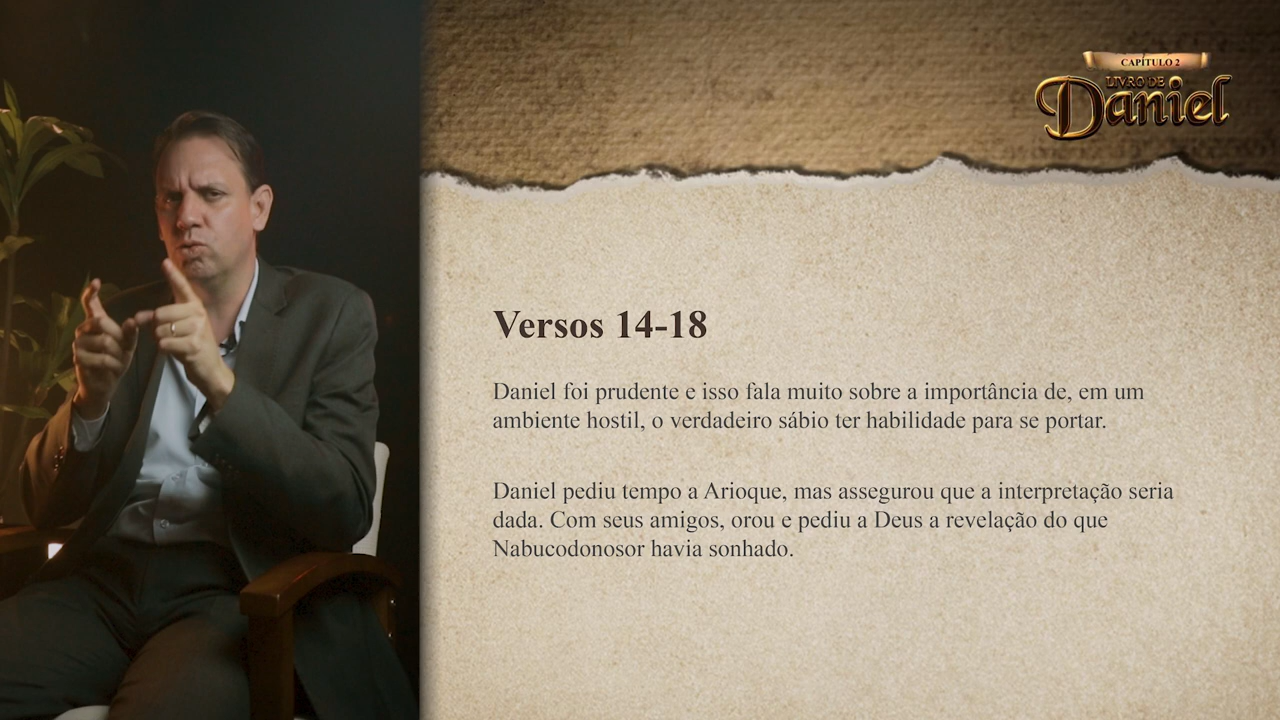 CAPÍTULO 2
LIVRO DE
Daniel
Versos 14-18
Daniel foi prudente e isso fala muito sobre a importância de, em um
ambiente hostil, o verdadeiro sábio ter habilidade para se portar.
Daniel pediu tempo a Arioque, mas assegurou que a interpretação seria
dada. Com seus amigos, orou e pediu a Deus a revelação do que
Nabucodonosor havia sonhado.